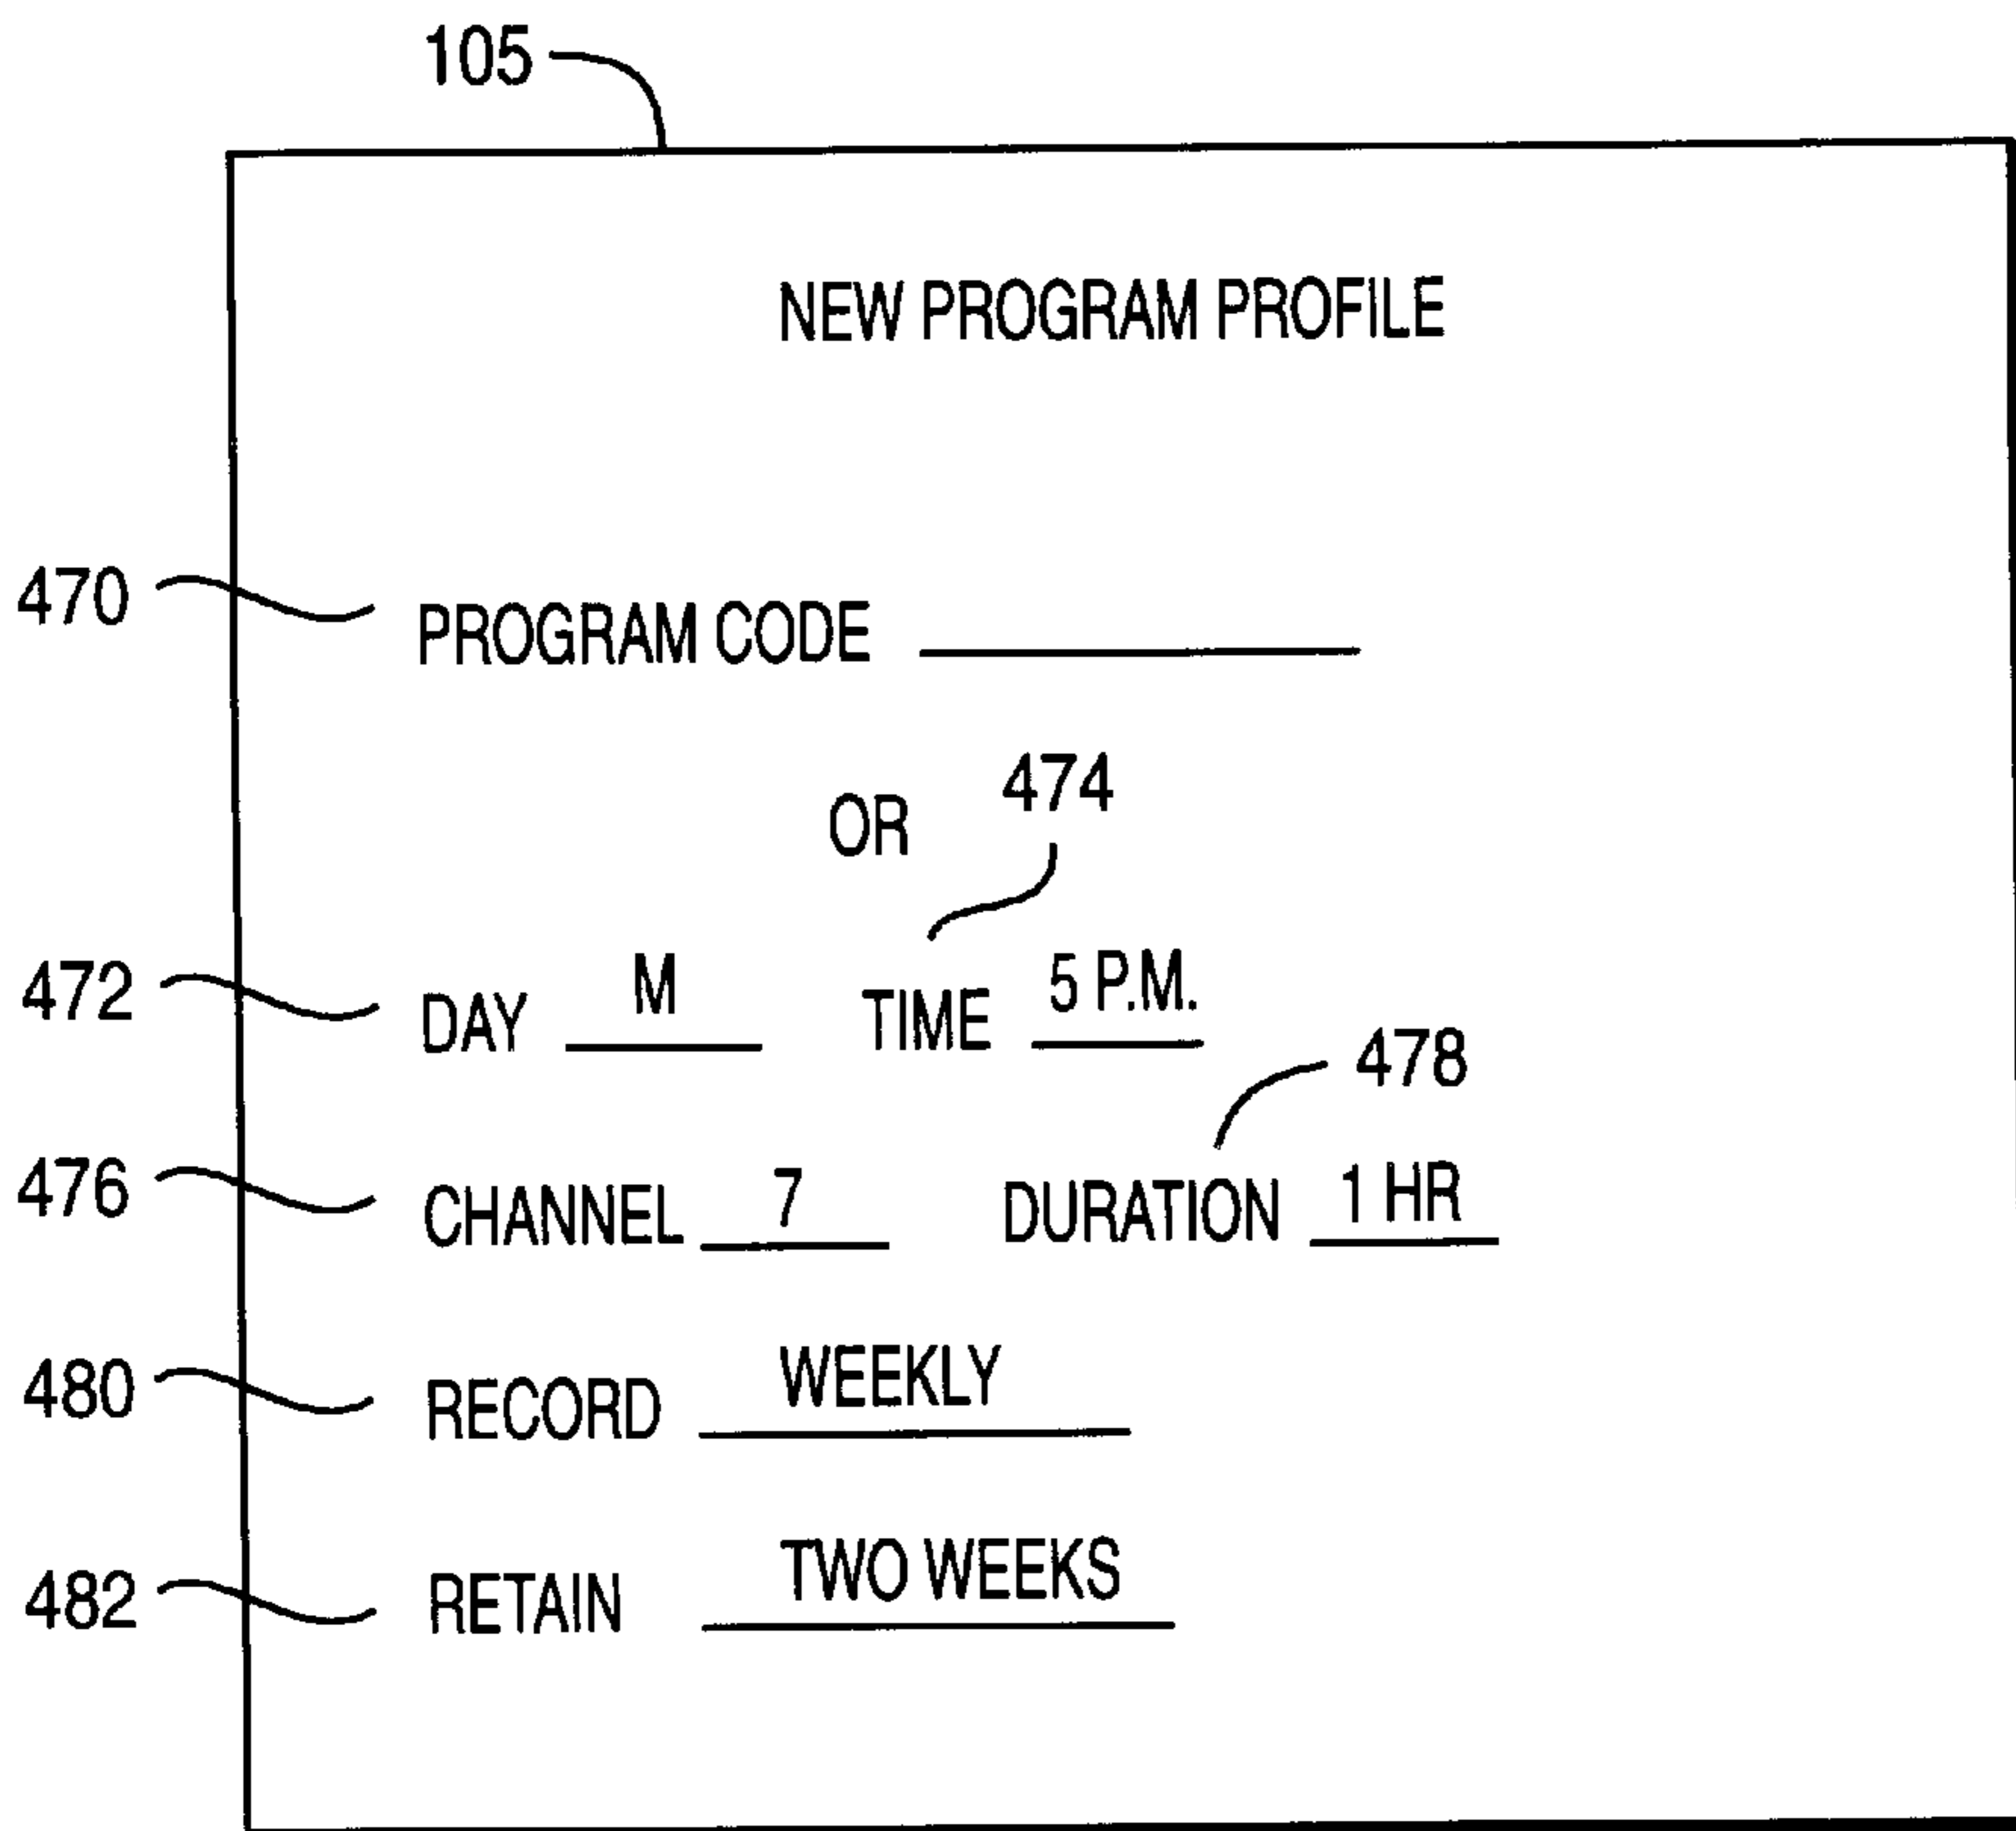 105
NEW PROGRAM PROFILE
470 PROGRAM CODE
OR 474
472 DAY M TIME 5 P.M.
478
476 CHANNEL 7 DURATION 1 HR
480 RECORD WEEKLY
482 RETAIN TWO WEEKS